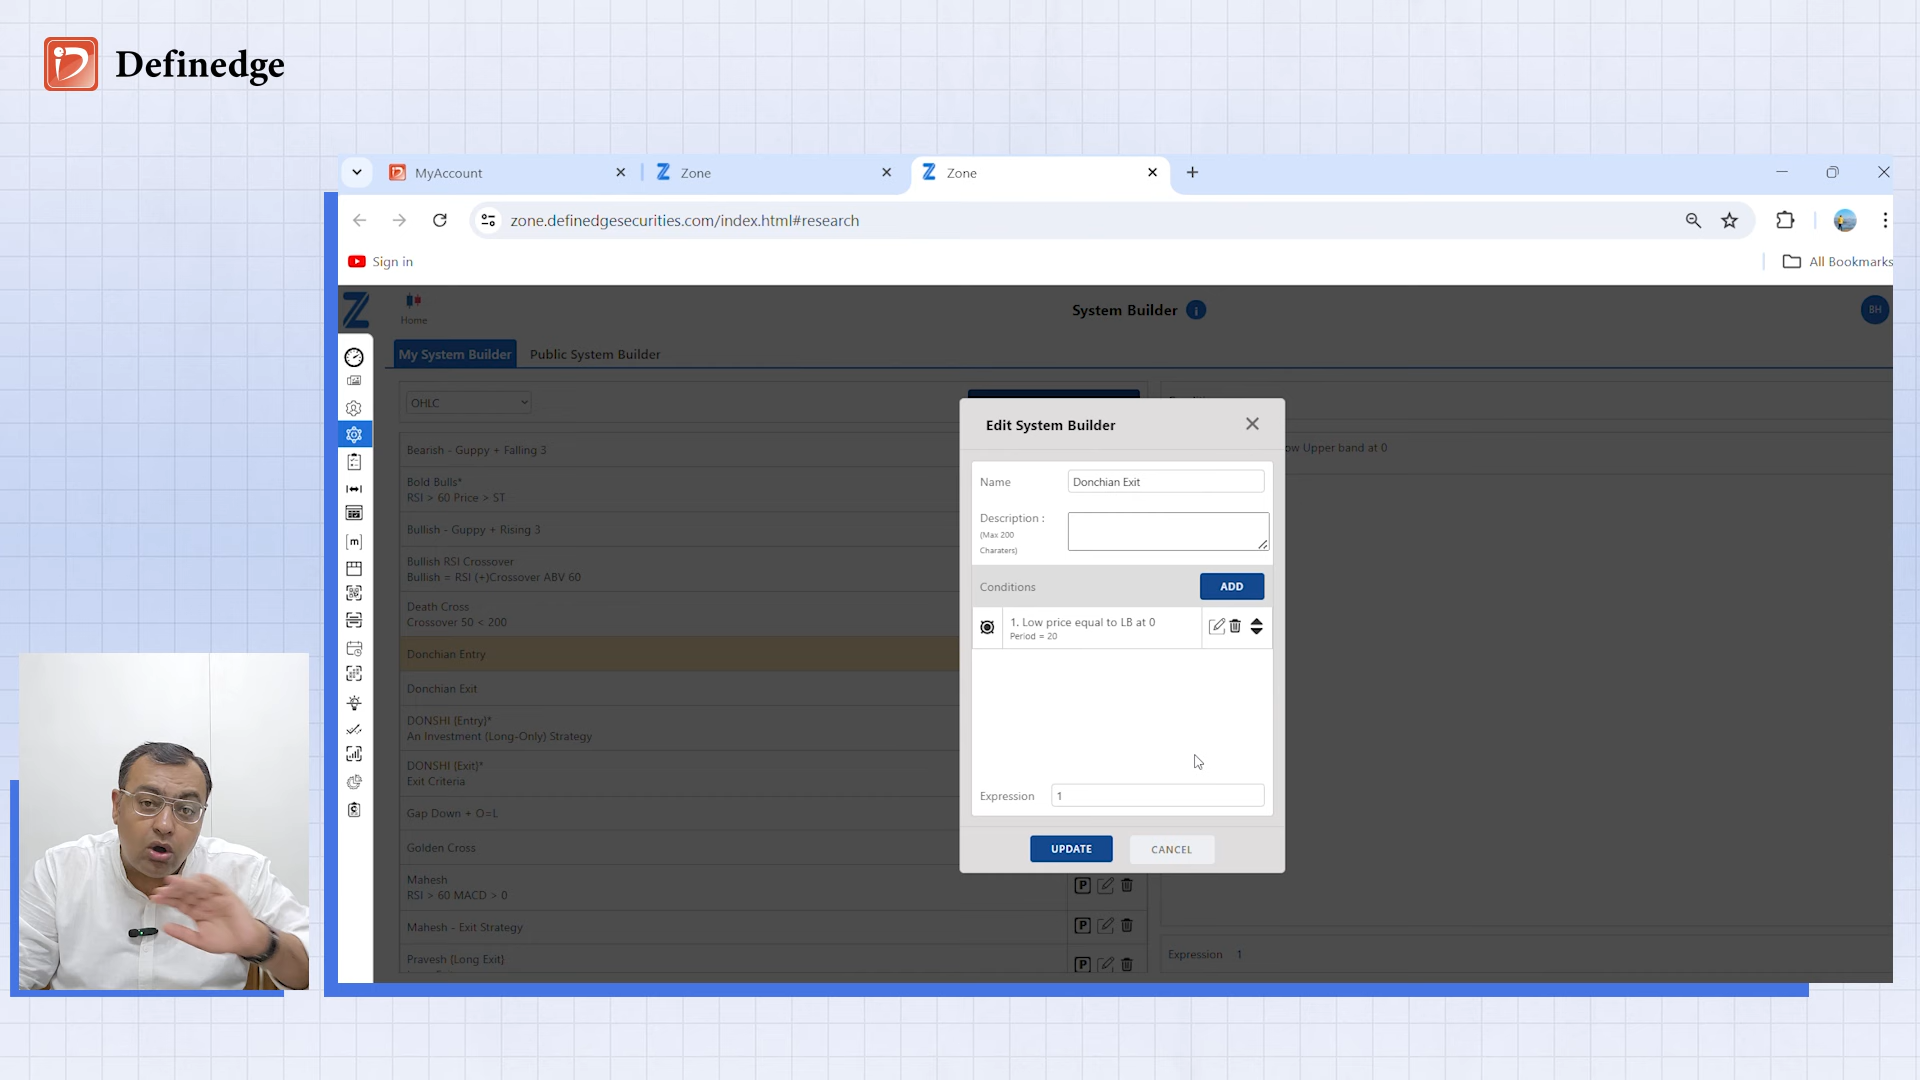 Definedge
MyAccount
Zone
Zone
zone.definedgesecurities.com/index.html#research
Sign in
All Bookmarks
Home
System Builder
i
BH
My System Builder
Public System Builder
OHLC
Bearish - Guppy + Falling 3
Bold Bulls*
RSI > 60 Price > ST
Bullish - Guppy + Rising 3
Bullish RSI Crossover
Bullish = RSI (+)Crossover ABV 60
Death Cross
Crossover 50 < 200
Donchian Entry
Donchian Exit
DONSHI (Entry)*
An Investment (Long-Only) Strategy
DONSHI (Exit)*
Exit Criteria
Gap Down + O=L
Golden Cross
Mahesh
RSI > 60 MACD > 0
P
Mahesh - Exit Strategy
P
Pravesh (Long Exit)
P
Edit System Builder
Name
Donchian Exit
Description :
(Max 200
Charaters)
Conditions
ADD
1. Low price equal to LB at 0
Period = 20
Expression
1
UPDATE
CANCEL
Upper band at 0
Expression 1